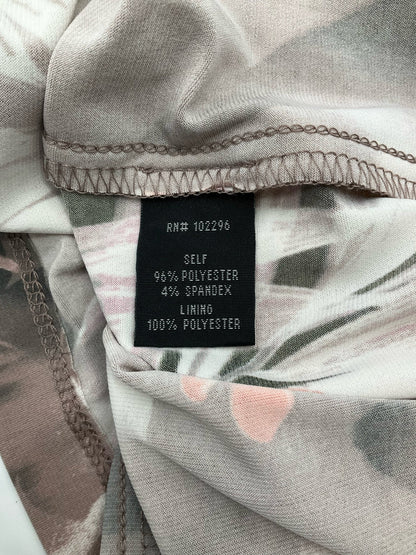 RN# 102296
SELF
96% POLYESTER
4% SPANDEX
LINING
100% POLYESTER